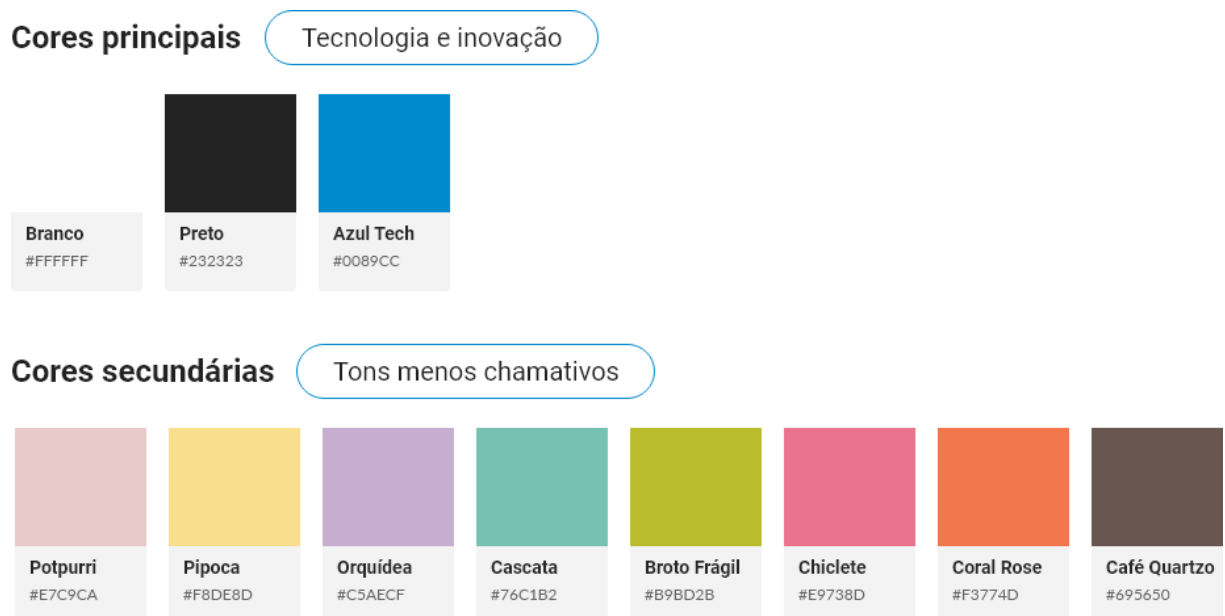 Cores principais Tecnologia e inovação
Branco Preto Azul Tech
#FFFFFF #232323 #0089CC
Cores secundárias Tons menos chamativos
Potpurri Pipoca Orquídea Cascata Broto Frágil Chiclete Coral Rose Café Quartzo
#E7C9CA #F8DE8D #C5AECF #76C1B2 #B9BD2B #E9738D #F3774D #695650